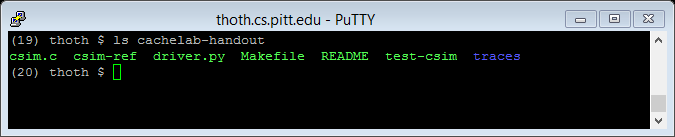 thoth.cs.pitt.edu - PuTTY
(19) thoth $ ls cachelab-handout
csim.c  csim-ref  driver.py  Makefile  README  test-csim  traces
(20) thoth $